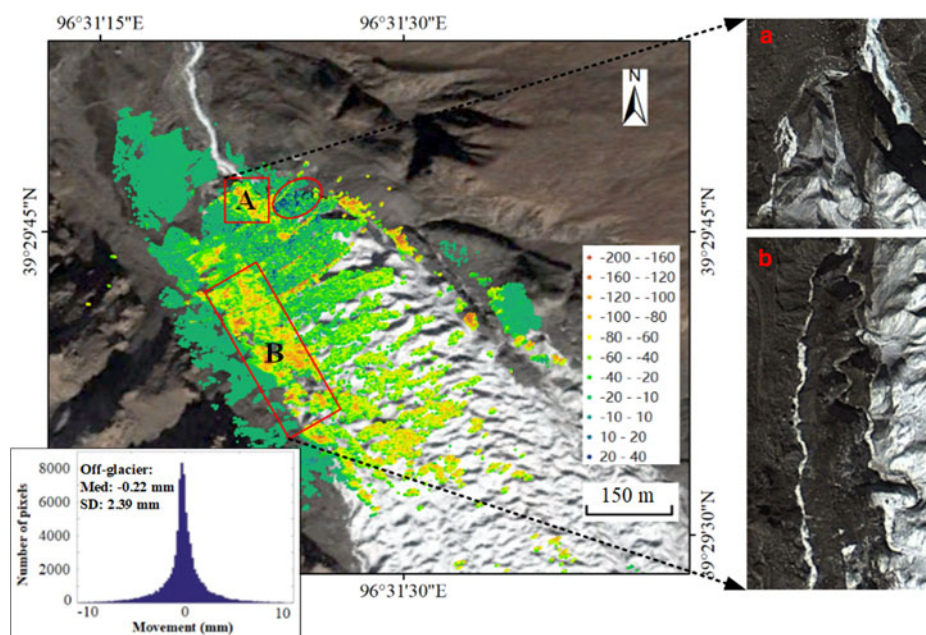 96°31'15"E
96°31'30"E
a
N
A
39°29'45"N
39°29'45"N
-200 - -160
-160 - -120
-120 - -100
-100 - -80
-80 - -60
-60 - -40
-40 - -20
-20 - -10
-10 - 10
10 - 20
20 - 40
b
B
150 m
8000
Off-glacier:
Med: -0.22 mm
SD: 2.39 mm
6000
4000
2000
0
Number of pixels
-10
0
10
Movement (mm)
39°29'30"N
96°31'30"E